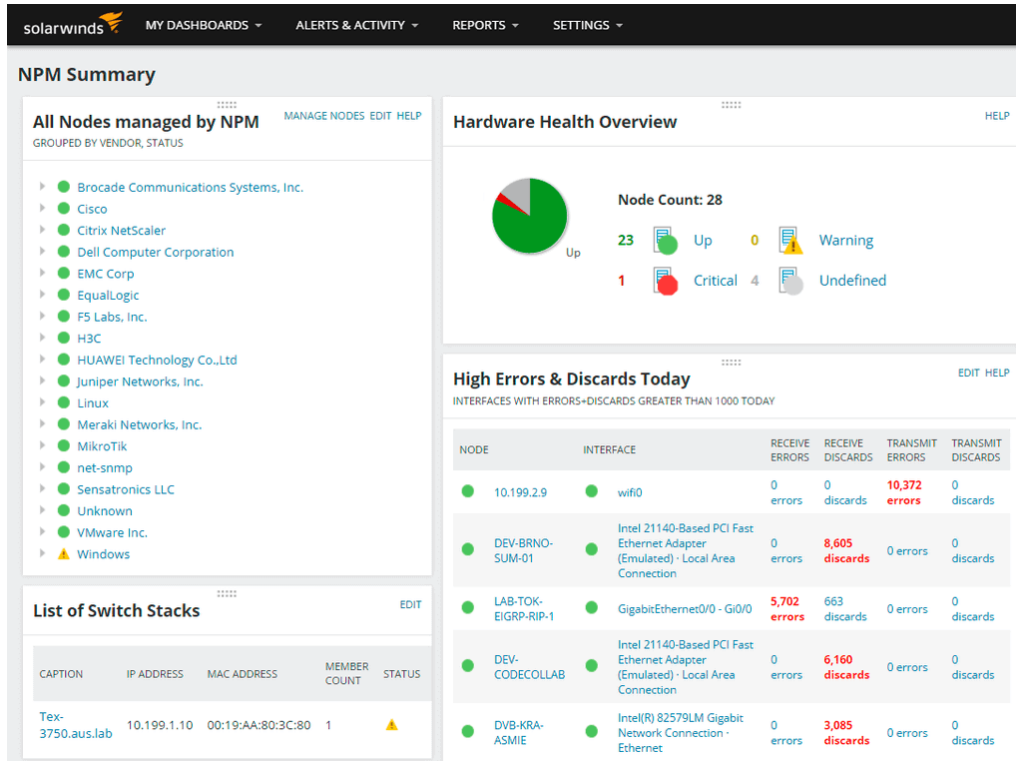 solarwinds
MY DASHBOARDS
ALERTS & ACTIVITY
REPORTS
SETTINGS
NPM Summary
All Nodes managed by NPM
MANAGE NODES EDIT HELP
GROUPED BY VENDOR, STATUS
Brocade Communications Systems, Inc.
Cisco
Citrix NetScaler
Dell Computer Corporation
EMC Corp
EqualLogic
F5 Labs, Inc.
H3C
HUAWEI Technology Co.,Ltd
Juniper Networks, Inc.
Linux
Meraki Networks, Inc.
MikroTik
net-snmp
Sensatronics LLC
Unknown
VMware Inc.
Windows
List of Switch Stacks
EDIT
CAPTION IP ADDRESS MAC ADDRESS MEMBER COUNT STATUS
Tex-
3750.aus.lab 10.199.1.10 00:19:AA:80:3C:80 1
Hardware Health Overview
HELP
Up
Node Count: 28
23 Up 0 Warning
1 Critical 4 Undefined
High Errors & Discards Today
EDIT HELP
INTERFACES WITH ERRORS+DISCARDS GREATER THAN 1000 TODAY
NODE INTERFACE RECEIVE ERRORS RECEIVE DISCARDS TRANSMIT ERRORS TRANSMIT DISCARDS
10.199.2.9 wifi0 0 errors 0 discards 10,372 errors 0 discards
DEV-BRNO-SUM-01 Intel 21140-Based PCI Fast Ethernet Adapter (Emulated) · Local Area Connection 0 errors 8,605 discards 0 errors 0 discards
LAB-TOK-EIGRP-RIP-1 GigabitEthernet0/0 - Gi0/0 5,702 errors 663 discards 0 errors 0 discards
DEV-CODECOLLAB Intel 21140-Based PCI Fast Ethernet Adapter (Emulated) · Local Area Connection 0 errors 6,160 discards 0 errors 0 discards
DVB-KRA-ASMIE Intel(R) 82579LM Gigabit Network Connection · Ethernet 0 errors 3,085 discards 0 errors 0 discards